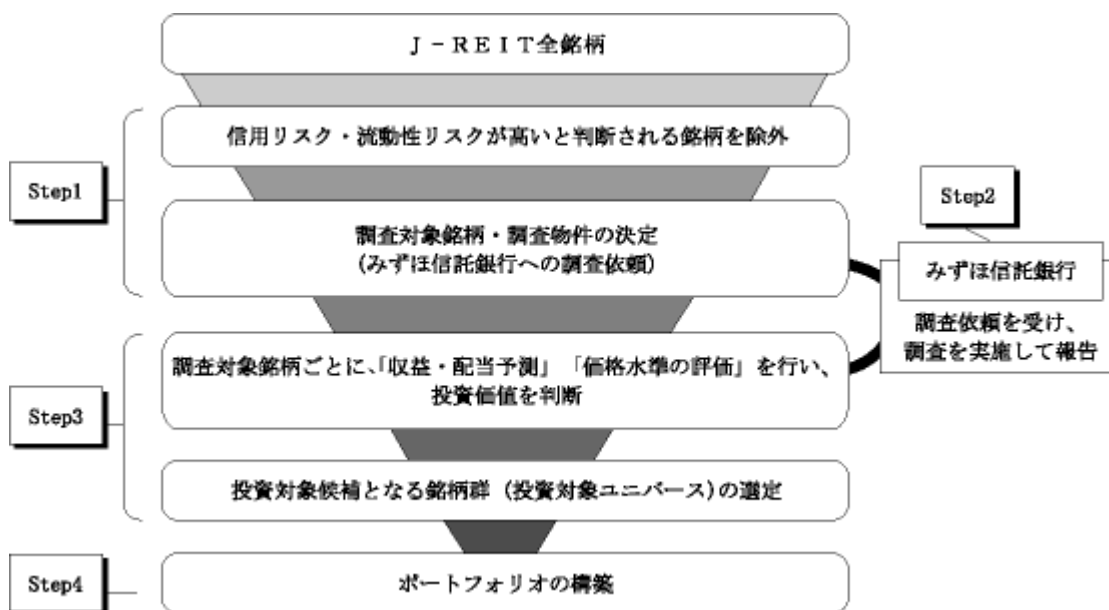 J－REIT全銘柄
信用リスク・流動性リスクが高いと判断される銘柄を除外
Step1
調査対象銘柄・調査物件の決定
(みずほ信託銀行への調査依頼)
Step2
みずほ信託銀行
調査依頼を受け、
調査を実施して報告
Step3
調査対象銘柄ごとに、「収益・配当予測」「価格水準の評価」を行い、
投資価値を判断
投資対象候補となる銘柄群 (投資対象ユニバース)の選定
Step4
ポートフォリオの構築